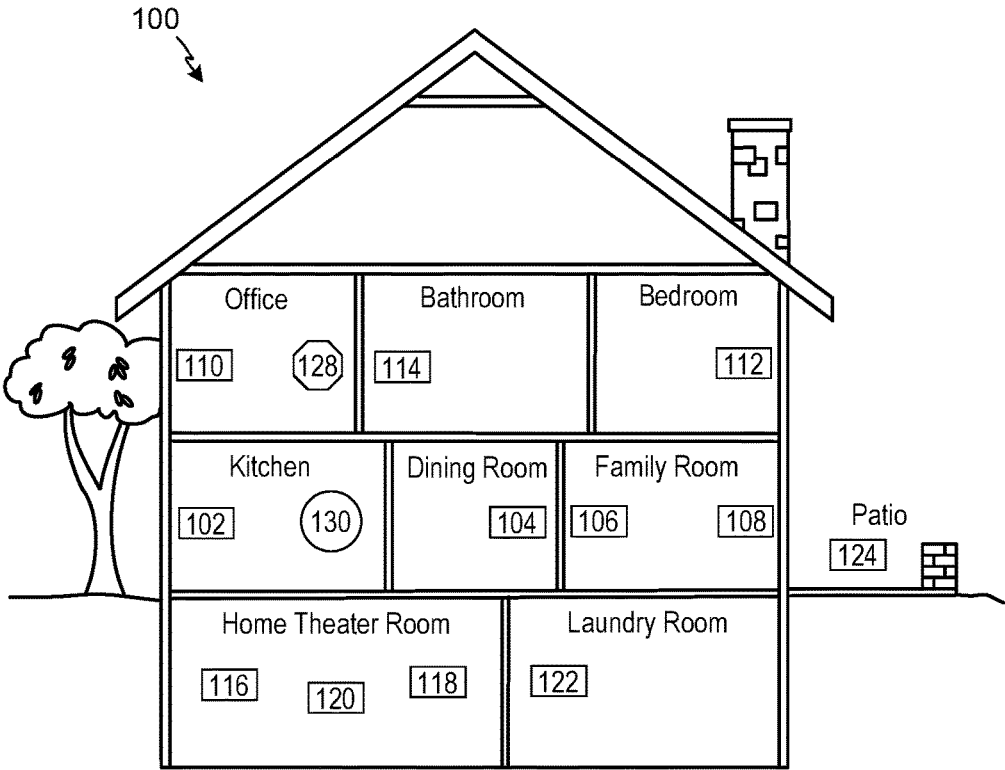 100
Office
Bathroom
Bedroom
110
128
114
112
Kitchen
Dining Room
Family Room
102
130
104
106
108
Patio
124
Home Theater Room
Laundry Room
116
120
118
122